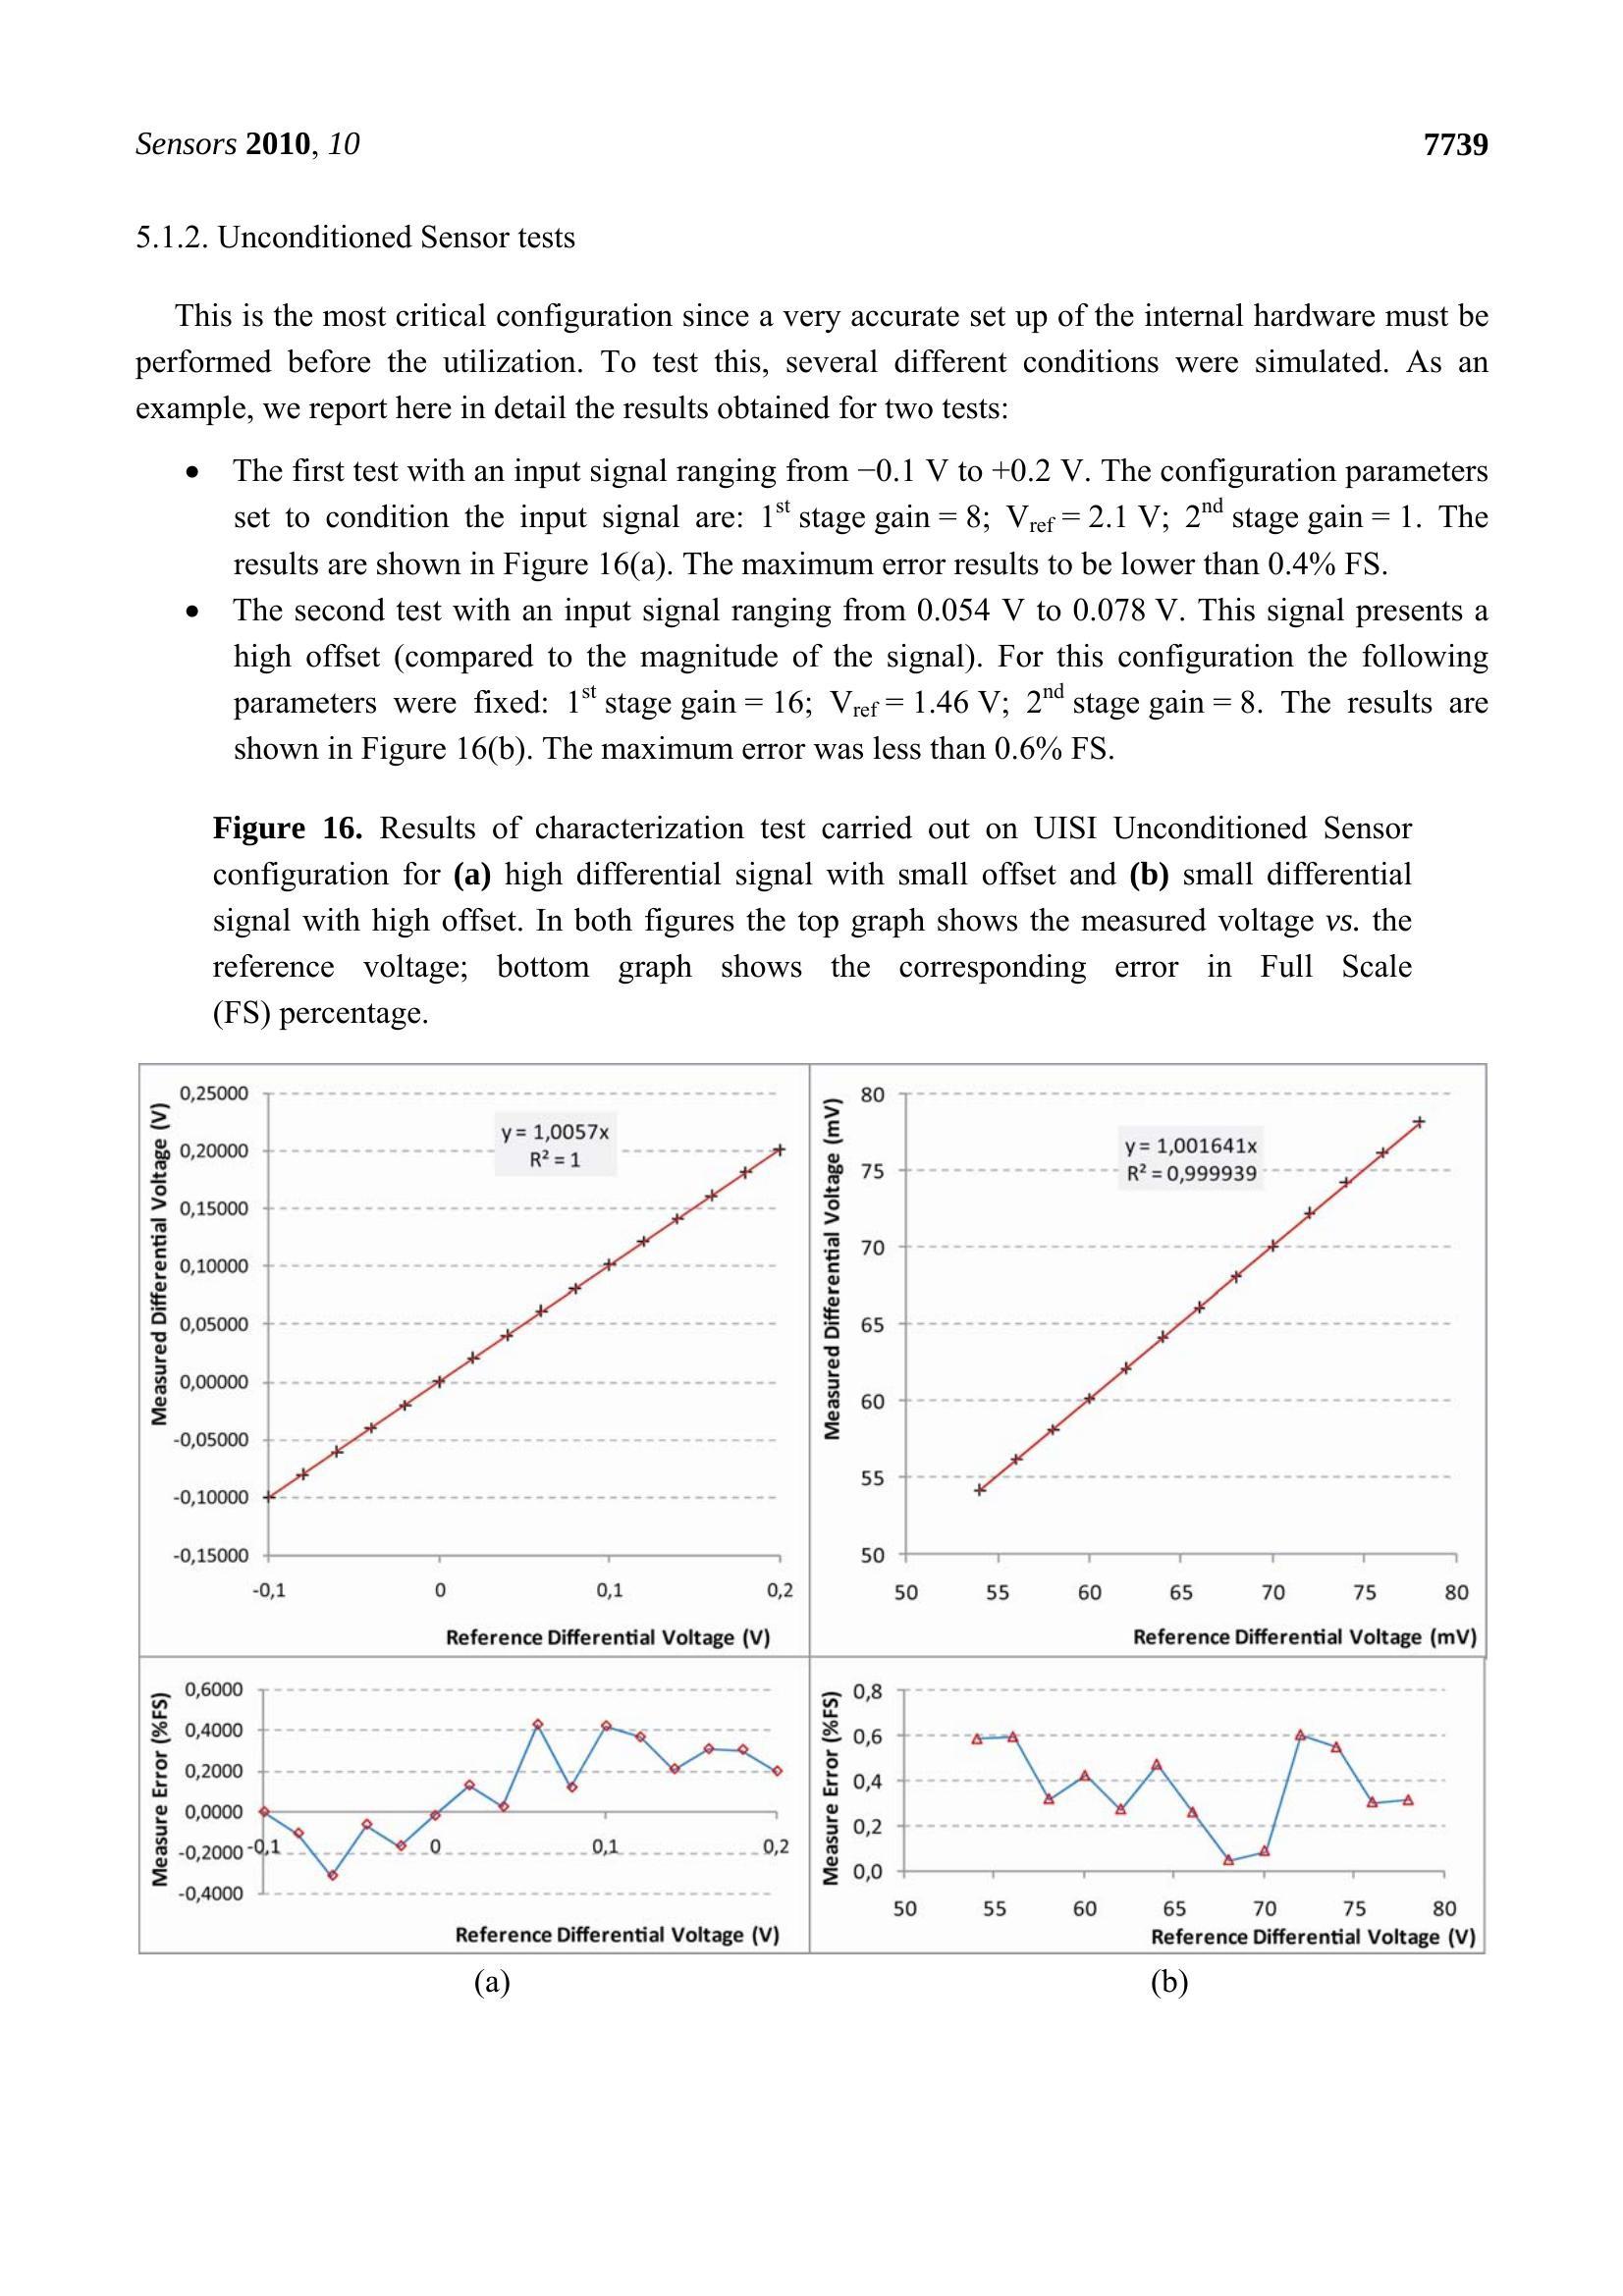 Sensors 2010, 10
7739
5.1.2. Unconditioned Sensor tests
This is the most critical configuration since a very accurate set up of the internal hardware must be
performed before the utilization. To test this, several different conditions were simulated. As an
example, we report here in detail the results obtained for two tests:
• The first test with an input signal ranging from −0.1 V to +0.2 V. The configuration parameters
set to condition the input signal are: 1st stage gain = 8; Vref = 2.1 V; 2nd stage gain = 1. The
results are shown in Figure 16(a). The maximum error results to be lower than 0.4% FS.
• The second test with an input signal ranging from 0.054 V to 0.078 V. This signal presents a
high offset (compared to the magnitude of the signal). For this configuration the following
parameters were fixed: 1st stage gain = 16; Vref = 1.46 V; 2nd stage gain = 8. The results are
shown in Figure 16(b). The maximum error was less than 0.6% FS.
Figure 16. Results of characterization test carried out on UISI Unconditioned Sensor
configuration for (a) high differential signal with small offset and (b) small differential
signal with high offset. In both figures the top graph shows the measured voltage vs. the
reference voltage; bottom graph shows the corresponding error in Full Scale
(FS) percentage.
Measured Differential Voltage (V)
0,25000
0,20000
0,15000
0,10000
0,05000
0,00000
-0,05000
-0,10000
-0,15000
y = 1,0057x
R² = 1
-0,1 0 0,1 0,2
Reference Differential Voltage (V)
Measured Differential Voltage (mV)
80
75
70
65
60
55
50
y = 1,001641x
R² = 0,999939
50 55 60 65 70 75 80
Reference Differential Voltage (mV)
Measure Error (%FS)
0,6000
0,4000
0,2000
0,0000
-0,2000
-0,4000
-0,1 0 0,1 0,2
Reference Differential Voltage (V)
Measure Error (%FS)
0,8
0,6
0,4
0,2
0,0
50 55 60 65 70 75 80
Reference Differential Voltage (V)
(a)
(b)